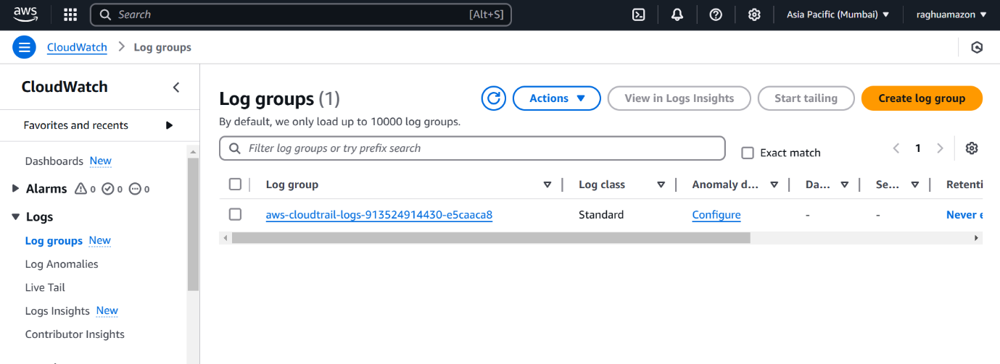 aws Search [Alt+S] Asia Pacific (Mumbai) raghuamazon
CloudWatch Log groups
CloudWatch
Favorites and recents
Dashboards New
Alarms 0 0 0
Logs
Log groups New
Log Anomalies
Live Tail
Logs Insights New
Contributor Insights
Log groups (1) Actions View in Logs Insights Start tailing Create log group
By default, we only load up to 10000 log groups.
Filter log groups or try prefix search Exact match 1
Log group Log class Anomaly d... Da... Se... Retenti
aws-cloudtrail-logs-913524914430-e5caaca8 Standard Configure - - Never e